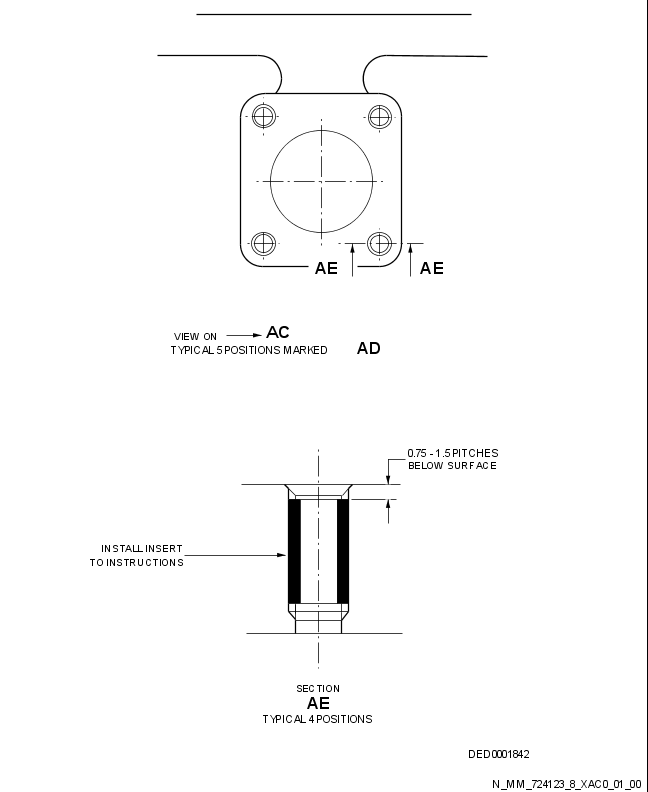 AE AE
VIEW ON AC
TYPICAL 5 POSITIONS MARKED AD
0.75 - 1.5 PITCHES
BELOW SURFACE
INSTALL INSERT
TO INSTRUCTIONS
SECTION
AE
TYPICAL 4 POSITIONS
DED0001842
N_MM_724123_8_XAC0_01_00